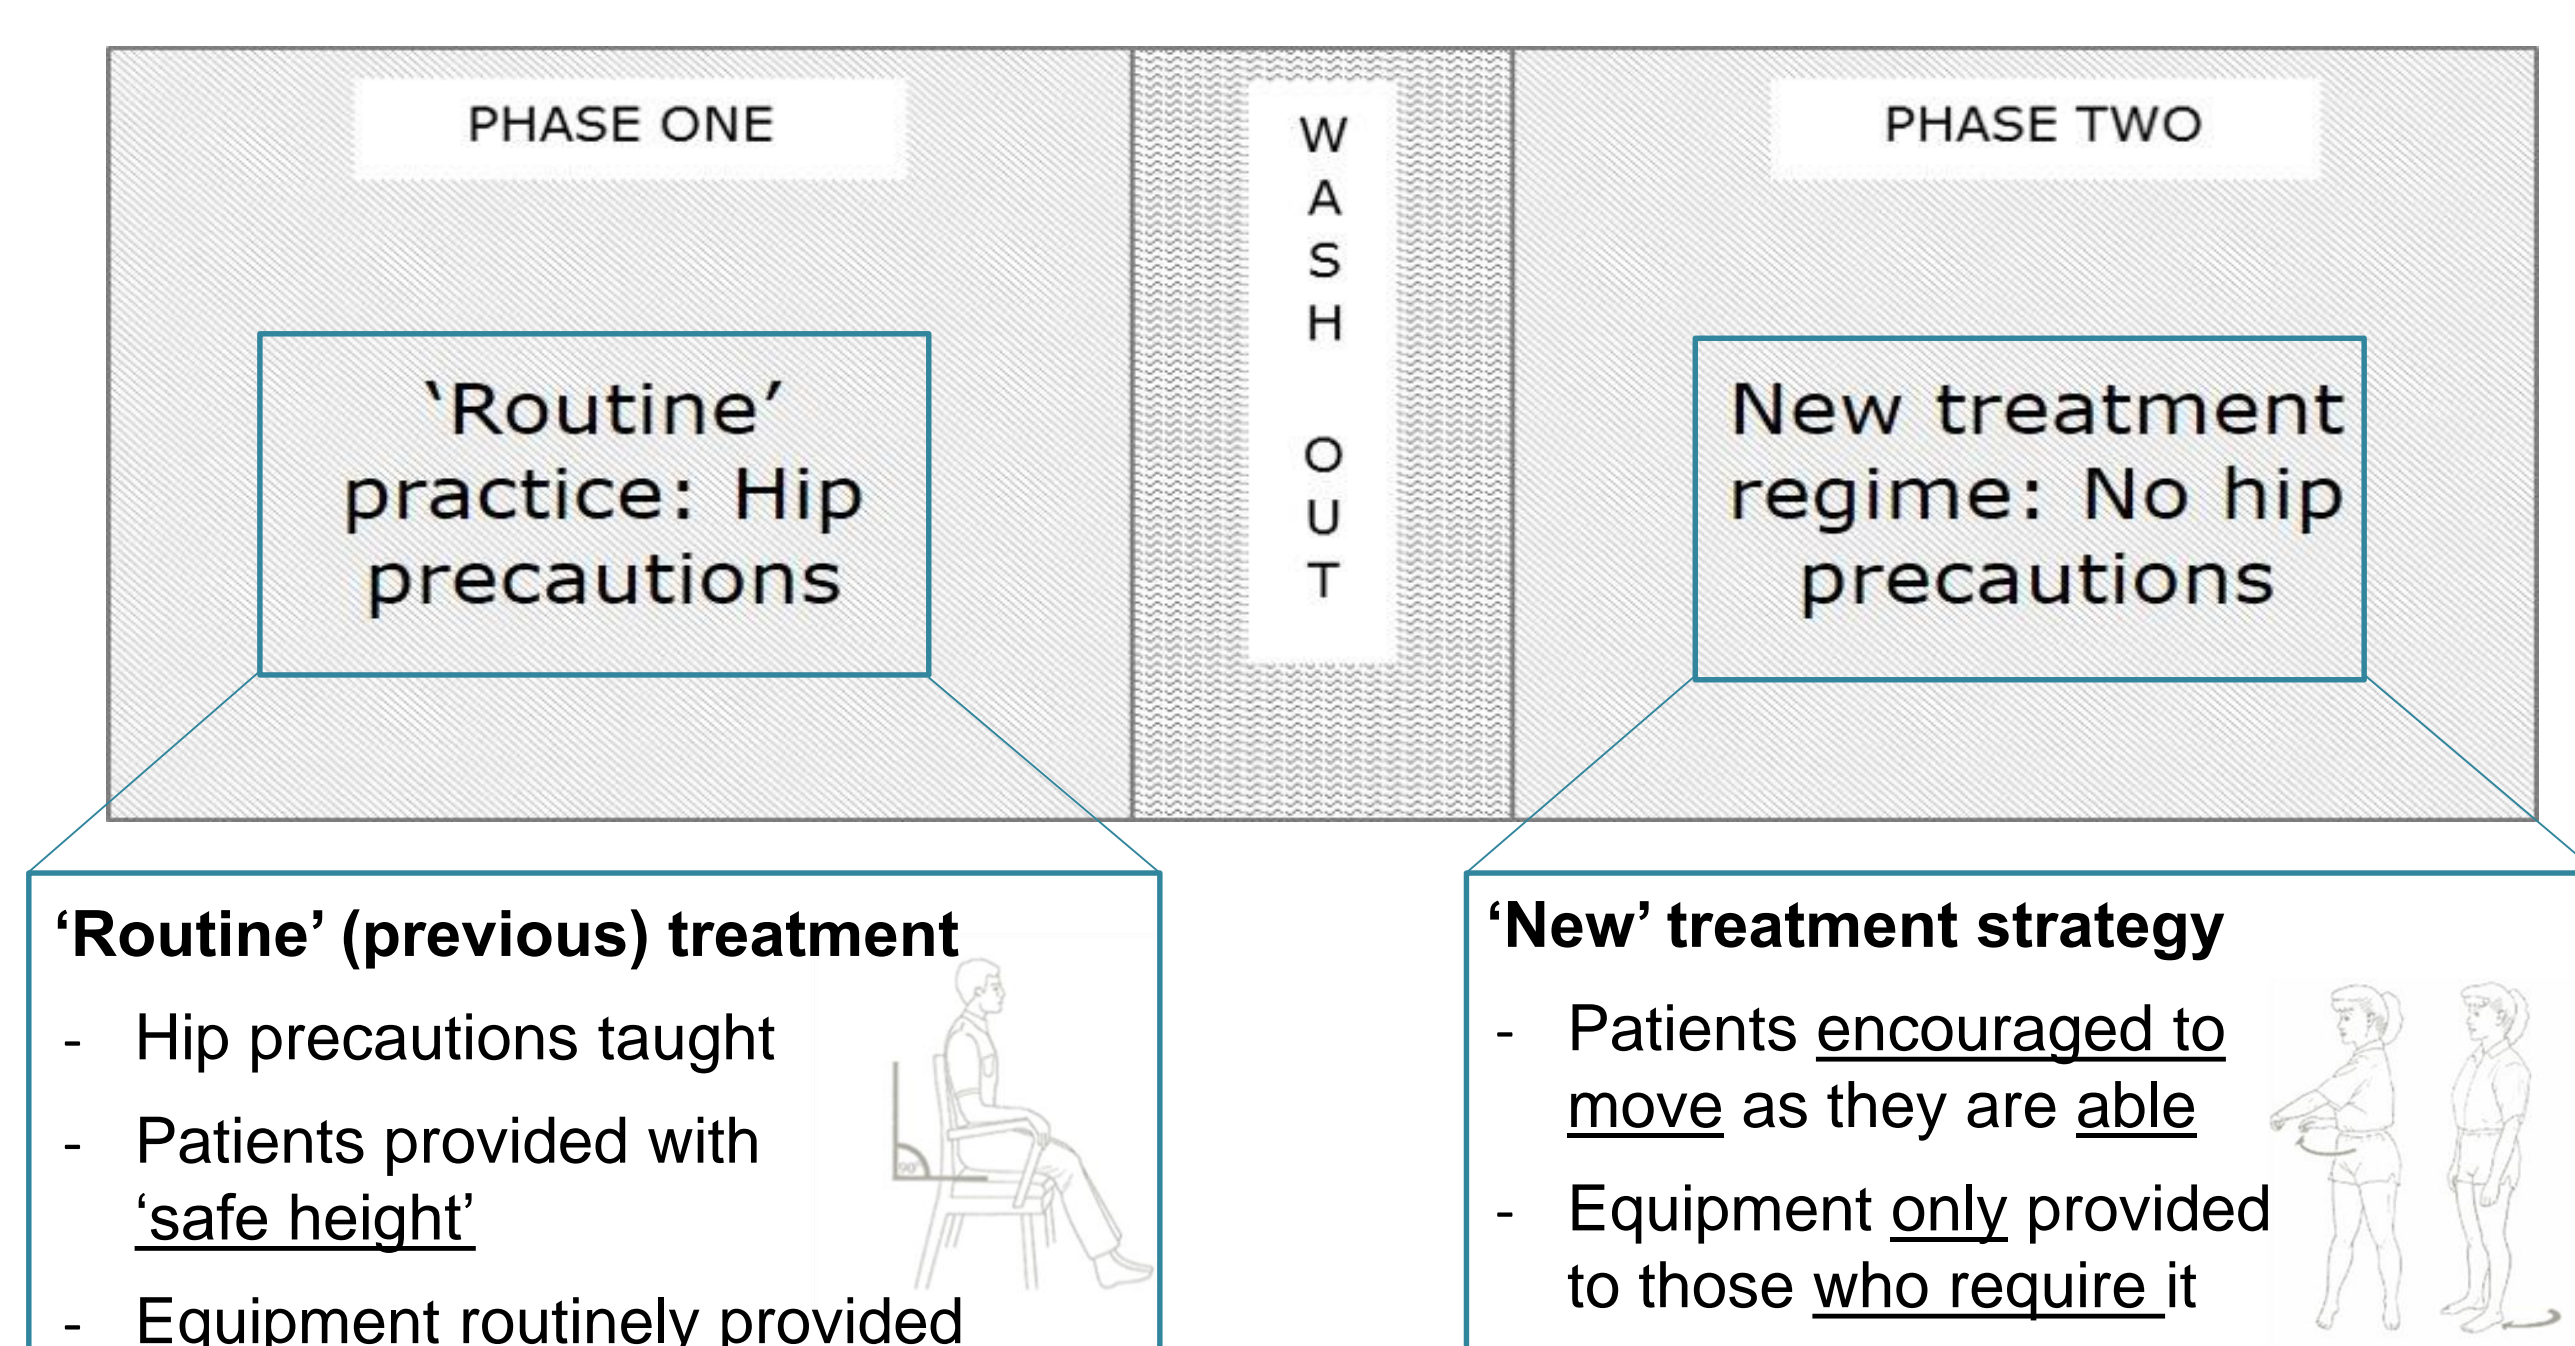 PHASE ONE
‘Routine’
practice: Hip
precautions
W
A
S
H
O
U
T
PHASE TWO
New treatment
regime: No hip
precautions
‘Routine’ (previous) treatment
- Hip precautions taught
- Patients provided with
‘safe height’
- Equipment routinely provided
90°
‘New’ treatment strategy
- Patients encouraged to
move as they are able
- Equipment only provided
to those who require it